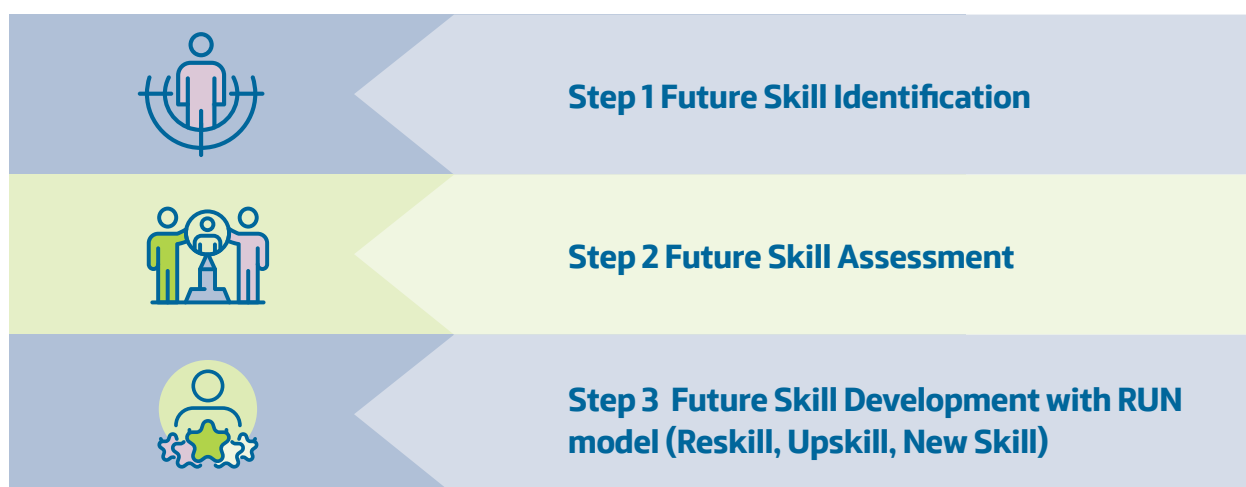 Step 1 Future Skill Identification
Step 2 Future Skill Assessment
Step 3 Future Skill Development with RUN
model (Reskill, Upskill, New Skill)